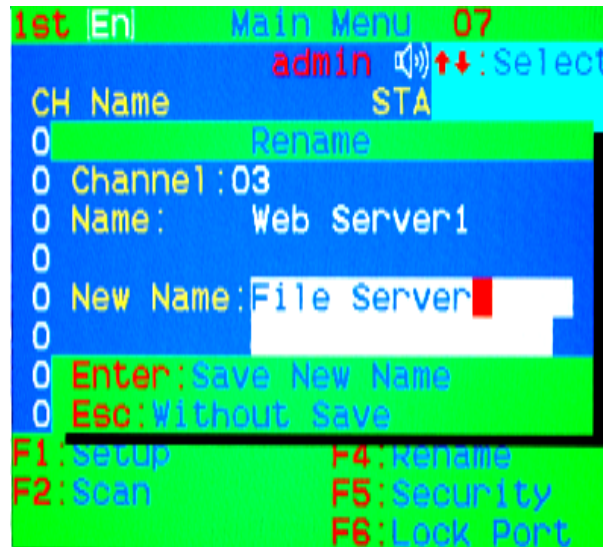 1st En Main Menu 07
admin ↑↓:Select
CH Name STA
0 Rename
0 Channel:03
0 Name: Web Server1
0
0 New Name:File Server
0
0 Enter:Save New Name
0 Esc:Without Save
F1:Setup F4:Rename
F2:Scan F5:Security
F6:Lock Port